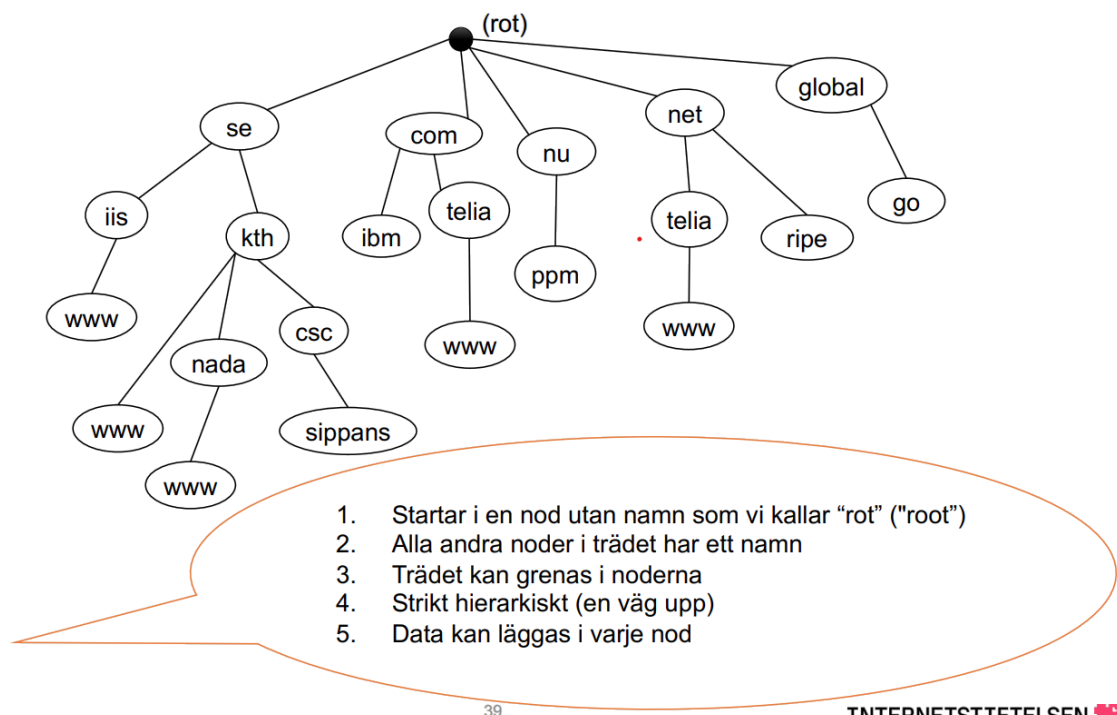 (rot)
global
se
com
net
nu
iis
kth
ibm
telia
telia
ripe
go
ppm
www
csc
www
www
nada
www
sippans
www
1. Startar i en nod utan namn som vi kallar “rot” ("root”)
2. Alla andra noder i trädet har ett namn
3. Trädet kan grenas i noderna
4. Strikt hierarkiskt (en väg upp)
5. Data kan läggas i varje nod
39